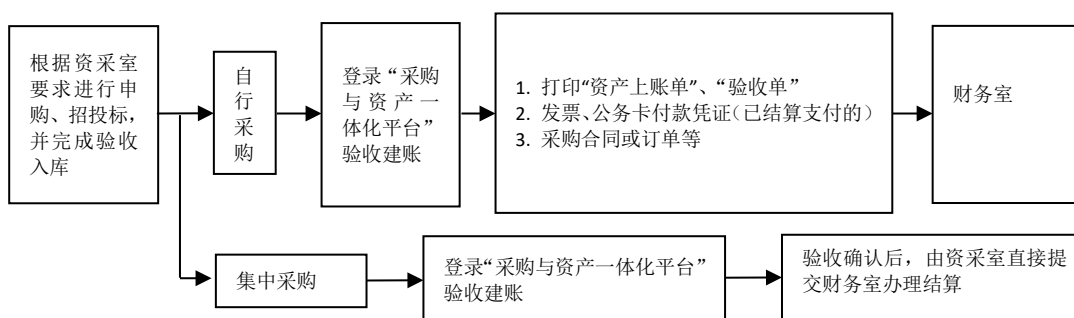 根据资采室
要求进行申
购、招投标，
并完成验收
入库
自
行
采
购
登录“采购
与资产一
体化平台”
验收建账
1. 打印“资产上账单”、“验收单”
2. 发票、公务卡付款凭证（已结算支付的）
3. 采购合同或订单等
财务室
集中采购
登录“采购与资产一体化平台”
验收建账
验收确认后，由资采室直接提
交财务室办理结算